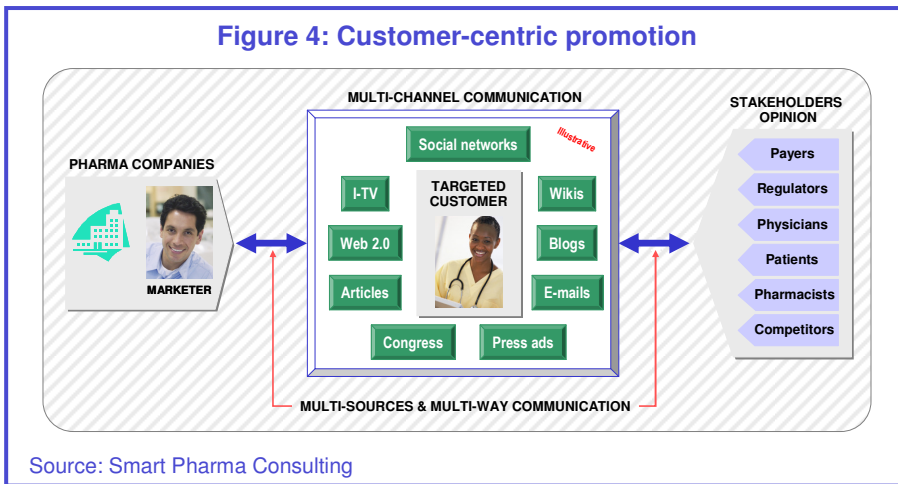 Figure 4: Customer-centric promotion
MULTI-CHANNEL COMMUNICATION
STAKEHOLDERS
OPINION
PHARMA COMPANIES
MARKETER
Illustrative
Social networks
I-TV
TARGETED
CUSTOMER
Wikis
Web 2.0
Blogs
Articles
E-mails
Congress
Press ads
Payers
Regulators
Physicians
Patients
Pharmacists
Competitors
MULTI-SOURCES & MULTI-WAY COMMUNICATION
Source: Smart Pharma Consulting